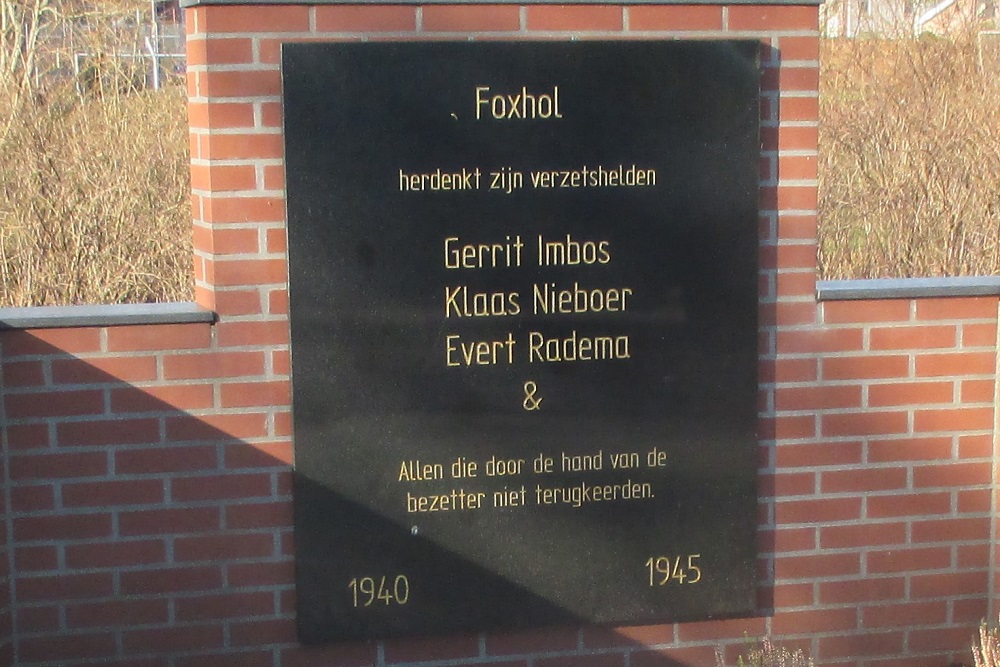 Foxhol
herdenkt zijn verzetshelden
Gerrit Imbos
Klaas Nieboer
Evert Radema
&
Allen die door de hand van de
bezetter niet terugkeerden.
1940 1945